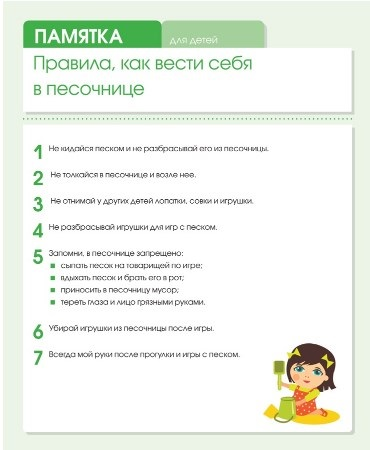 ПАМЯТКА
для детей
Правила, как вести себя
в песочнице
1 Не кидайся песком и не разбрасывай его из песочницы.
2 Не толкайся в песочнице и возле нее.
3 Не отнимай у других детей лопатки, совки и игрушки.
4 Не разбрасывай игрушки для игр с песком.
5 Запомни, в песочнице запрещено:
■ сыпать песок на товарищей по игре;
■ вдыхать песок и брать его в рот;
■ приносить в песочницу мусор;
■ тереть глаза и лицо грязными руками.
6 Убирай игрушки из песочницы после игры.
7 Всегда мой руки после прогулки и игры с песком.